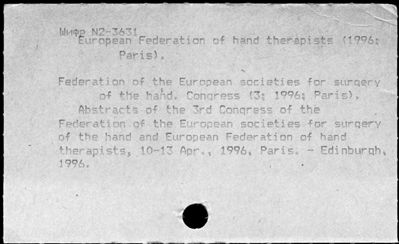 Шифр N2-3631
European Federation of hand therapists (1996;
Paris).
Federation of the European societies for surgery
of the hand. Congress (3; 1996; Paris).
Abstracts of the 3rd Congress of the
Federation of the European societies for surgery
of the hand and European Federation of hand
therapists, 10-13 Apr., 1996, Paris. - Edinburgh,
1996.